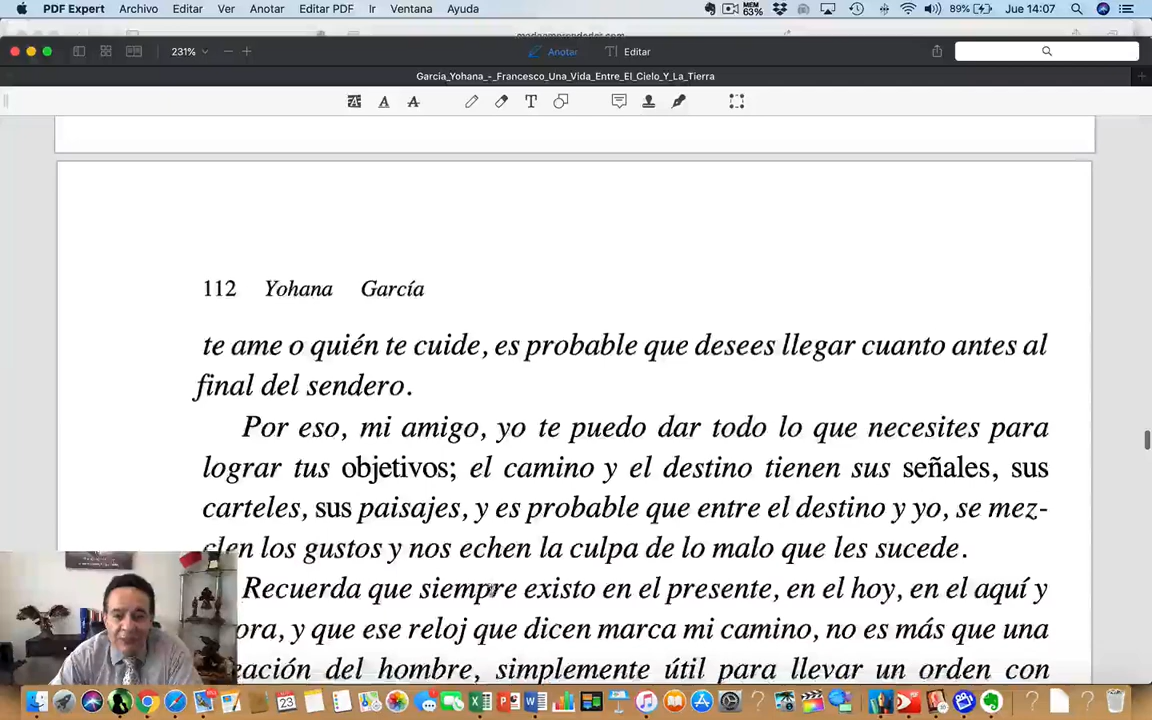 PDF Expert Archivo Editar Ver Anotar Editar PDF Ir Ventana Ayuda MEM 63% 89% Jue 14:07
231% Anotar Editar
Garcia_Yohana_-_Francesco_Una_Vida_Entre_El_Cielo_Y_La_Tierra
112 Yohana García
te ame o quién te cuide, es probable que desees llegar cuanto antes al
final del sendero.
Por eso, mi amigo, yo te puedo dar todo lo que necesites para
lograr tus objetivos; el camino y el destino tienen sus señales, sus
carteles, sus paisajes, y es probable que entre el destino y yo, se mez-
clen los gustos y nos echen la culpa de lo malo que les sucede.
Recuerda que siempre existo en el presente, en el hoy, en el aquí y
ora, y que ese reloj que dicen marca mi camino, no es más que una
eación del hombre, simplemente útil para llevar un orden con